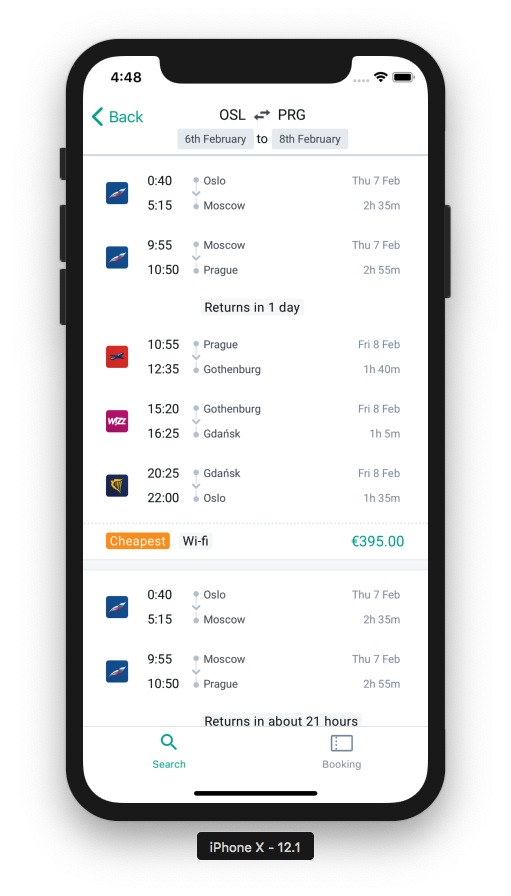 4:48
Back
OSL PRG
6th February to 8th February
0:40 Oslo Thu 7 Feb
5:15 Moscow 2h 35m
9:55 Moscow Thu 7 Feb
10:50 Prague 2h 55m
Returns in 1 day
10:55 Prague Fri 8 Feb
12:35 Gothenburg 1h 40m
15:20 Gothenburg Fri 8 Feb
WIZZ
16:25 Gdańsk 1h 5m
20:25 Gdańsk Fri 8 Feb
22:00 Oslo 1h 35m
Cheapest Wi-fi €395.00
0:40 Oslo Thu 7 Feb
5:15 Moscow 2h 35m
9:55 Moscow Thu 7 Feb
10:50 Prague 2h 55m
Returns in about 21 hours
Search Booking
iPhone X - 12.1